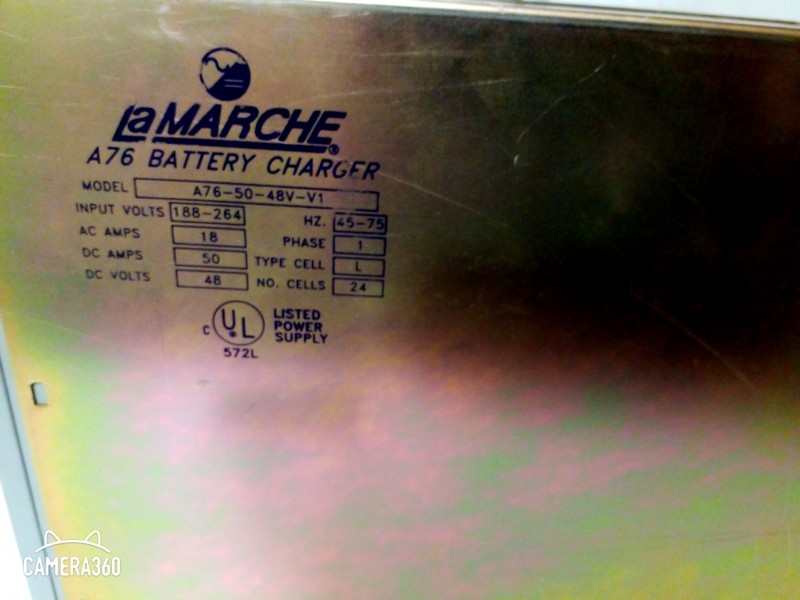 LaMARCHE®
A76 BATTERY CHARGER
MODEL A76-50-48V-V1
INPUT VOLTS 188-264 HZ. 45-75
AC AMPS 18 PHASE 1
DC AMPS 50 TYPE CELL L
DC VOLTS 48 NO. CELLS 24
C UL® LISTED
POWER
SUPPLY
572L
CAMERA360